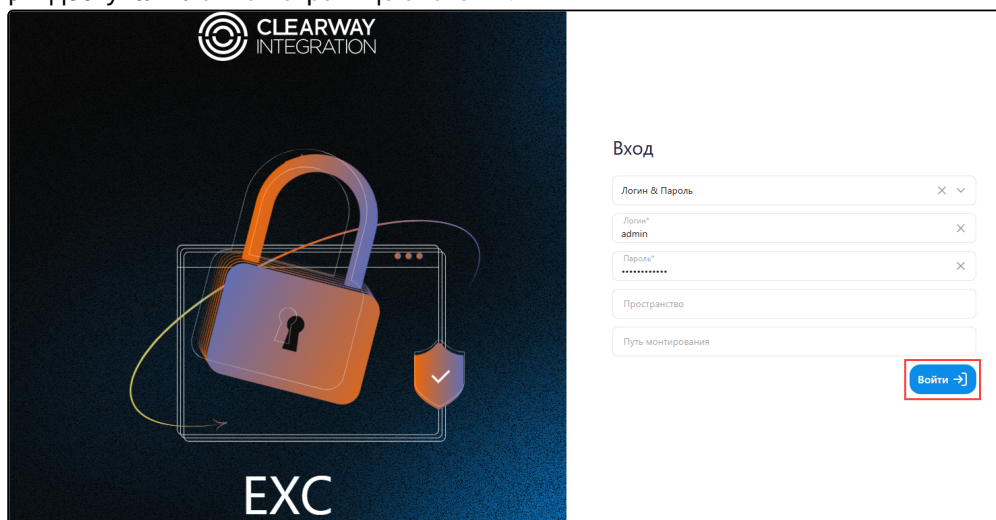 CLEARWAY
INTEGRATION
EXC
Вход
Логин & Пароль
Логин*
admin
Пароль*
••••••••••••
Пространство
Путь монтирования
Войти